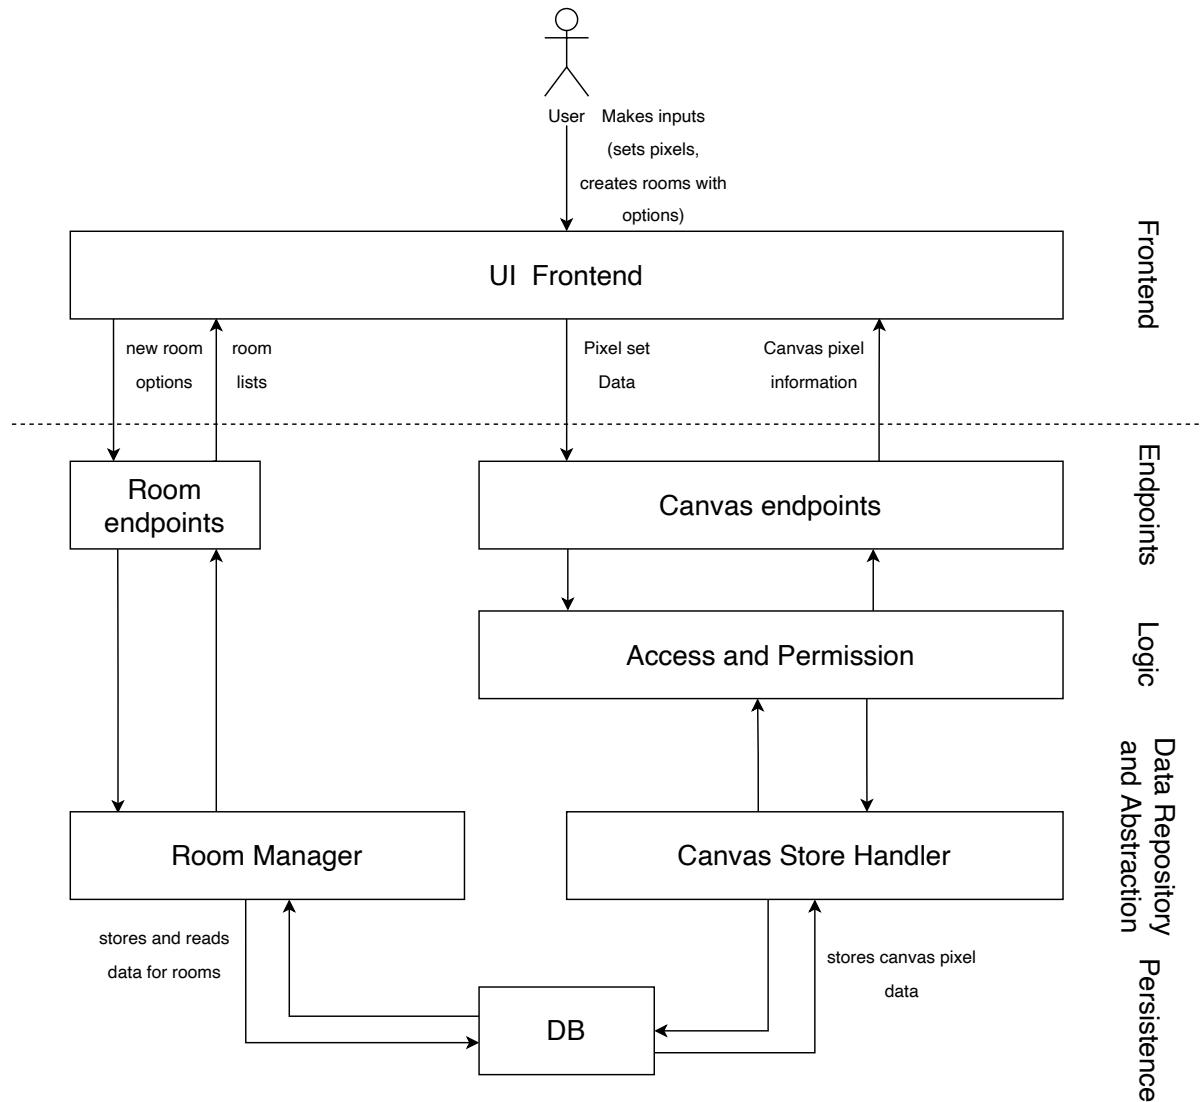 User
Makes inputs
(sets pixels,
creates rooms with
options)
UI  Frontend
Frontend
new room
options
room
lists
Pixel set
Data
Canvas pixel
information
Room
endpoints
Canvas endpoints
Endpoints
Access and Permission
Logic
Room Manager
Canvas Store Handler
Data Repository
and Abstraction
stores and reads
data for rooms
stores canvas pixel
data
DB
Persistence